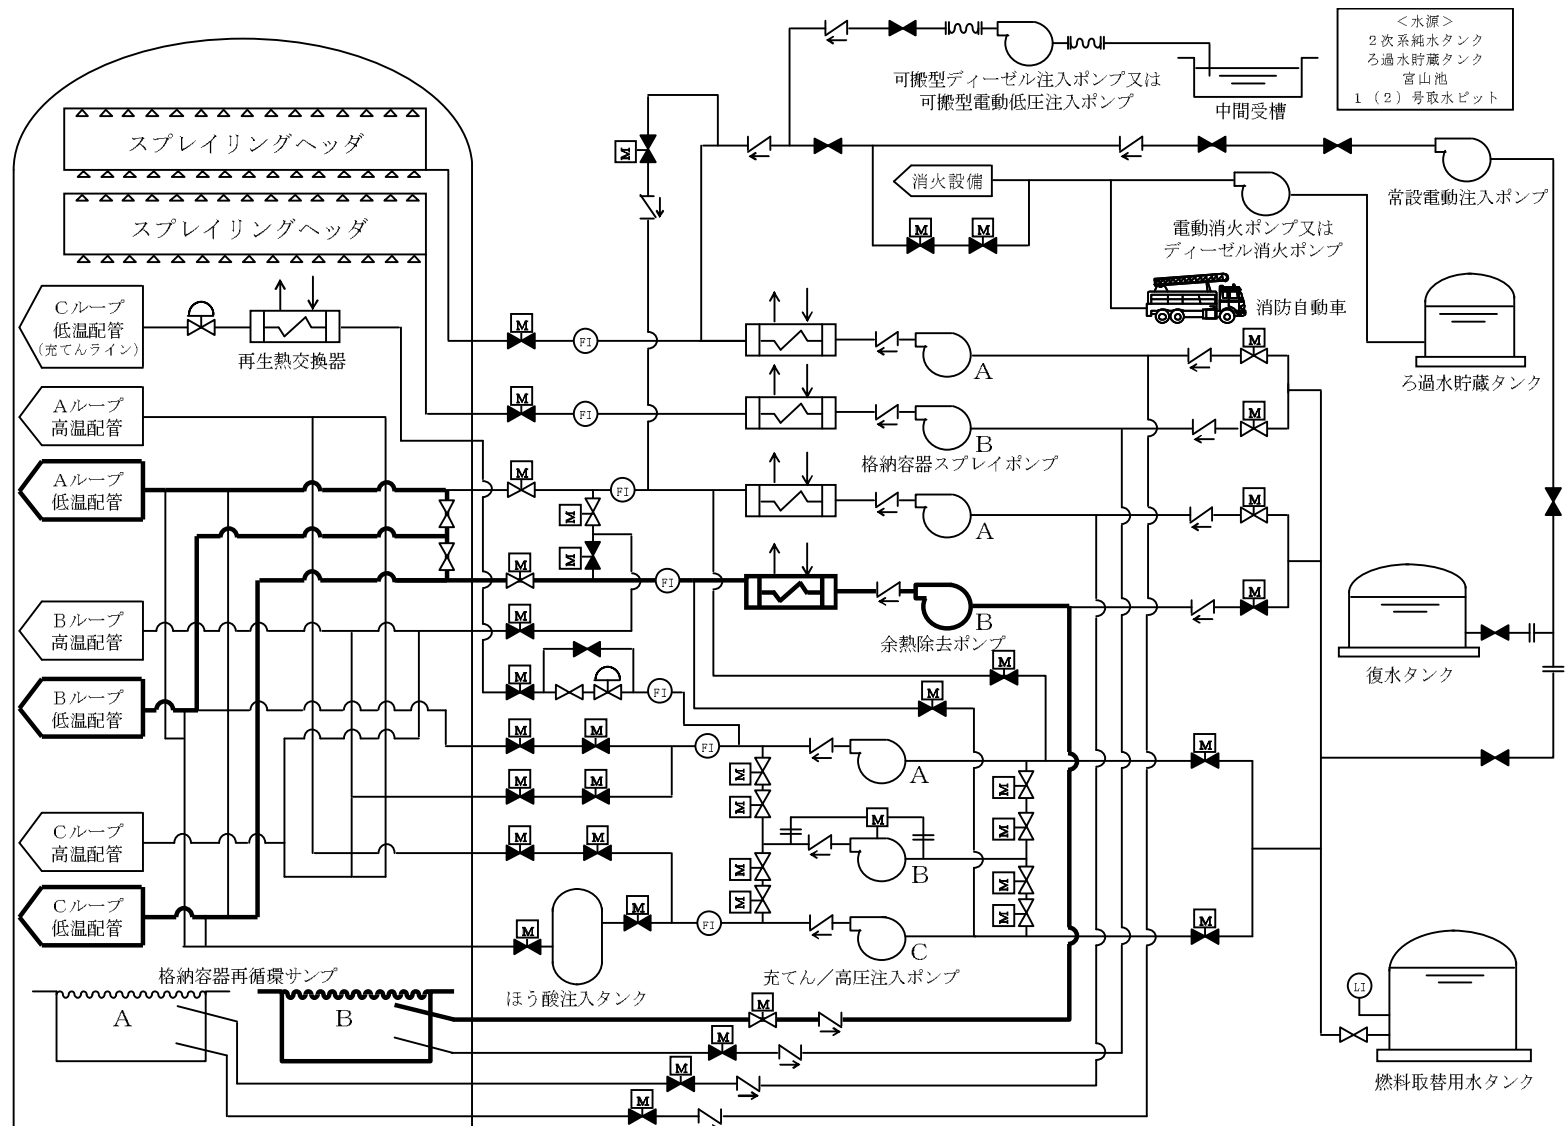 <水源>
2次系純水タンク
ろ過水貯蔵タンク
宮山池
1(2)号取水ピット
可搬型ディーゼル注入ポンプ又は
可搬型電動低圧注入ポンプ
中間受槽
スプレイリングヘッダ
M
消火設備
常設電動注入ポンプ
スプレイリングヘッダ
M
M
電動消火ポンプ又は
ディーゼル消火ポンプ
Cループ
低温配管
(充てんライン)
再生熱交換器
消防自動車
M
FI
A
M
ろ過水貯蔵タンク
Aループ
高温配管
M
FI
B
M
格納容器スプレイポンプ
Aループ
低温配管
M
FI
M
A
M
M
M
FI
B
M
余熱除去ポンプ
Bループ
高温配管
M
M
復水タンク
Bループ
低温配管
M
FI
M
M
M
FI
M
A
M
M
M
M
M
M
Cループ
高温配管
M
M
M
M
B
M
M
M
Cループ
低温配管
M
M
FI
M
C
M
充てん/高圧注入ポンプ
ほう酸注入タンク
格納容器再循環サンプ
A
B
M
M
M
M
LI
燃料取替用水タンク